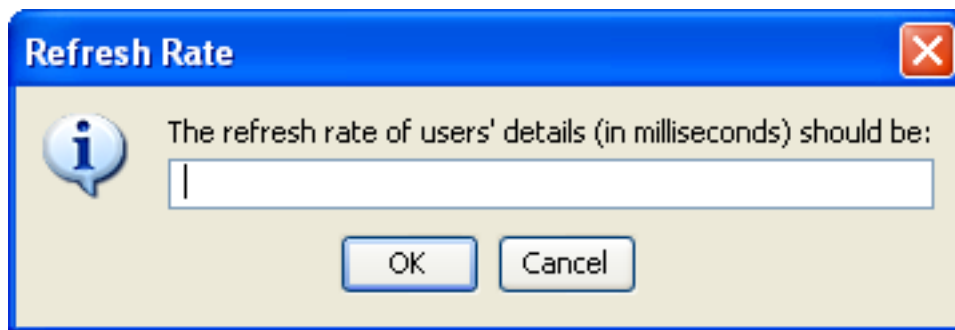 Refresh Rate
The refresh rate of users' details (in milliseconds) should be:
OK Cancel